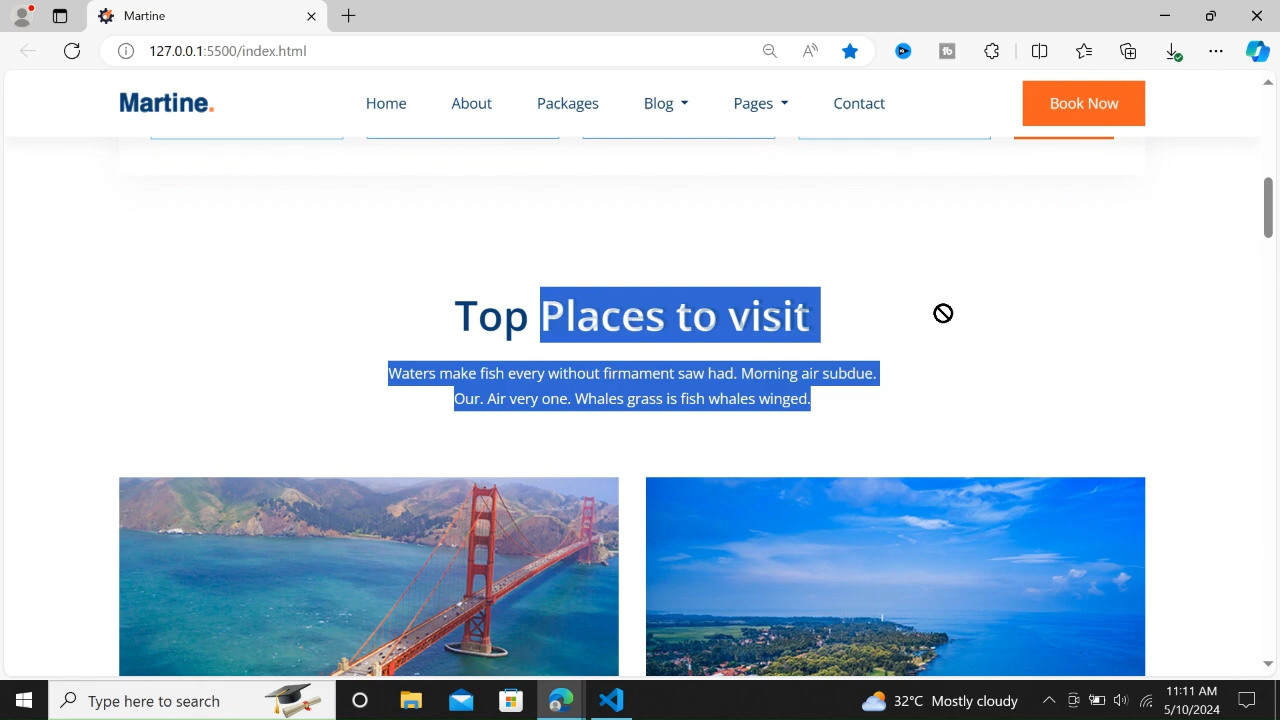 Martine
127.0.0.1:5500/index.html
Martine.
Home
About
Packages
Blog
Pages
Contact
Book Now
Top Places to visit
Waters make fish every without firmament saw had. Morning air subdue.
Our. Air very one. Whales grass is fish whales winged.
Type here to search
32°C Mostly cloudy
11:11 AM
5/10/2024